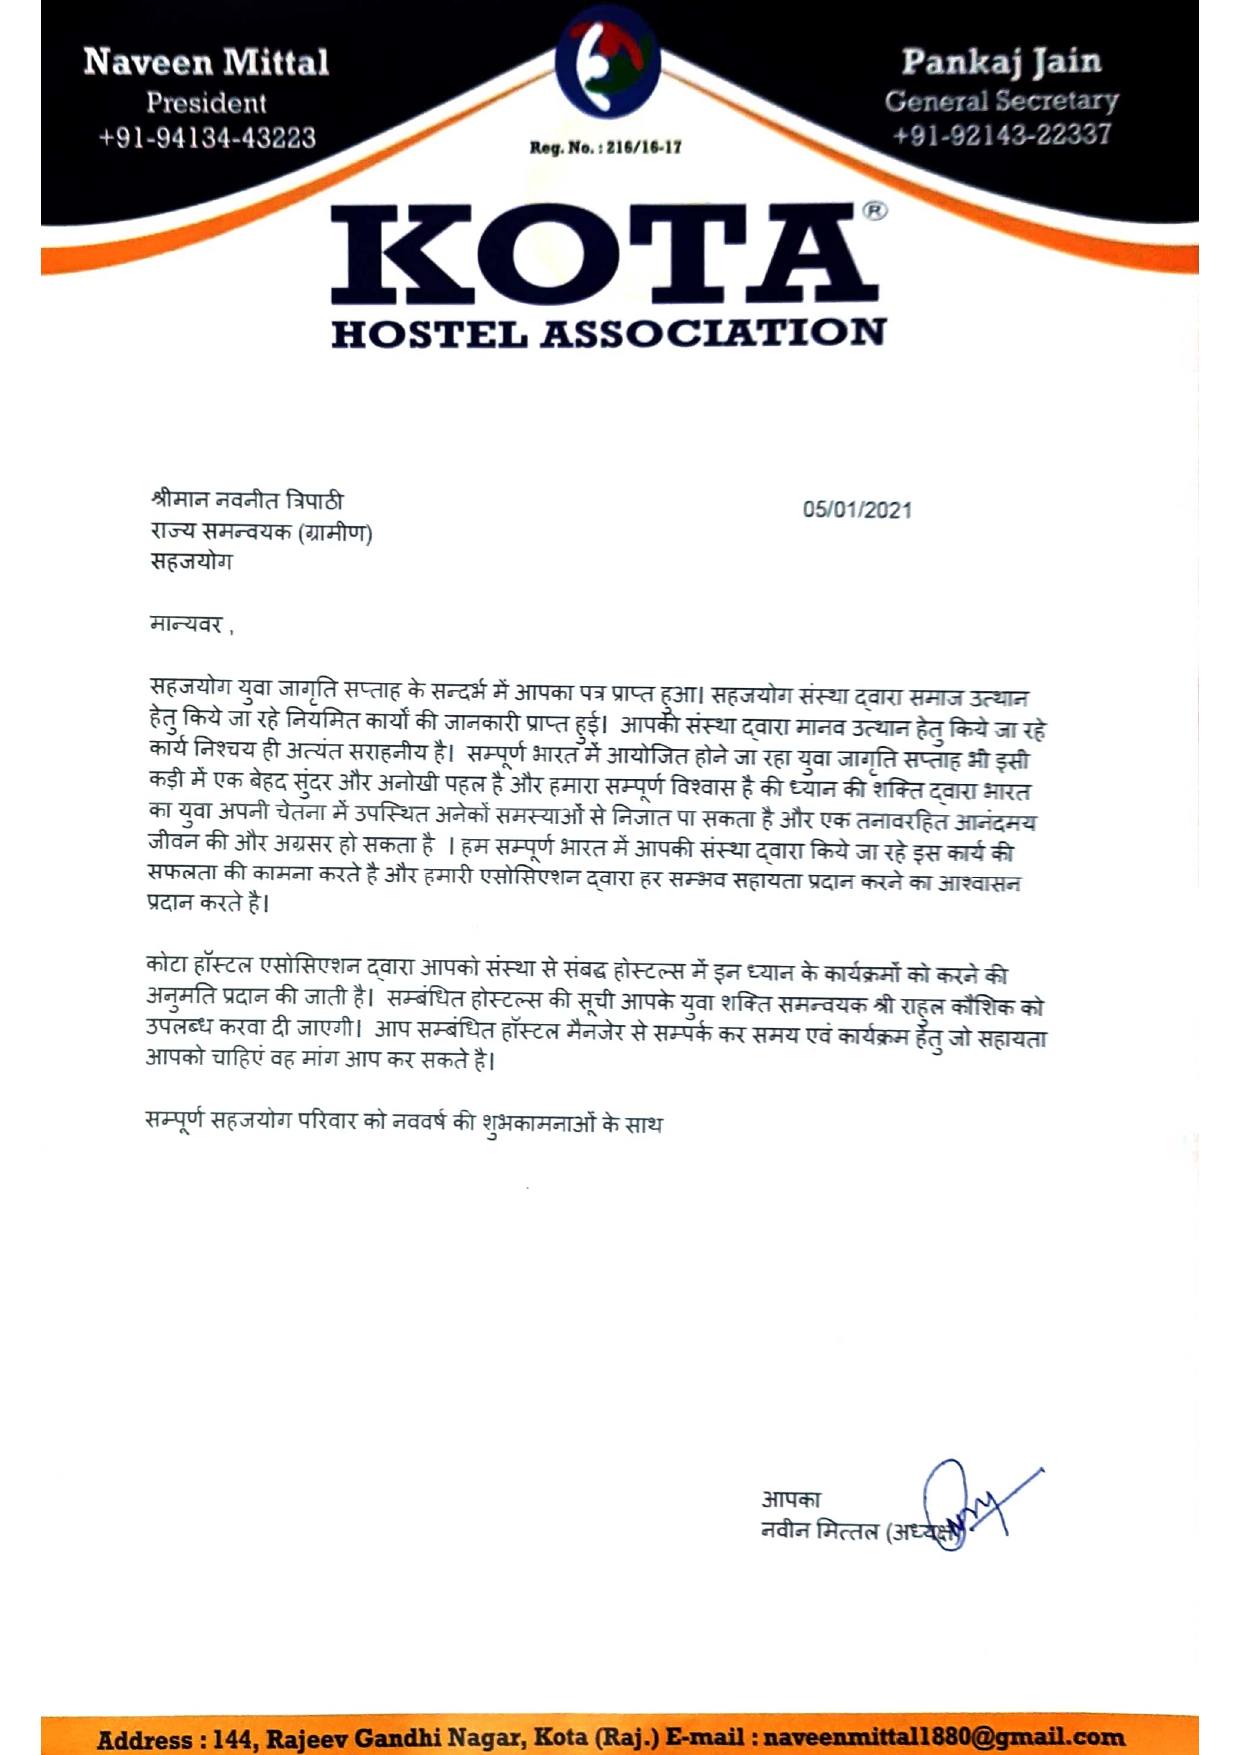 Naveen Mittal
President
+91-94134-43223
Pankaj Jain
General Secretary
+91-92143-22337
Reg. No. : 216/16-17
KOTA®
HOSTEL ASSOCIATION
श्रीमान नवनीत त्रिपाठी
05/01/2021
राज्य समन्वयक (ग्रामीण)
सहजयोग
मान्यवर ,
सहजयोग युवा जागृति सप्ताह के सन्दर्भ में आपका पत्र प्राप्त हुआ। सहजयोग संस्था द्वारा समाज उत्थान
हेतु किये जा रहे नियमित कार्यों की जानकारी प्राप्त हुई। आपकी संस्था द्वारा मानव उत्थान हेतु किये जा रहे
कार्य निश्चय ही अत्यंत सराहनीय है। सम्पूर्ण भारत में आयोजित होने जा रहा युवा जागृति सप्ताह भी इसी
कड़ी में एक बेहद सुंदर और अनोखी पहल है और हमारा सम्पूर्ण विश्वास है की ध्यान की शक्ति द्वारा भारत
का युवा अपनी चेतना में उपस्थित अनेकों समस्याओं से निजात पा सकता है और एक तनावरहित आनंदमय
जीवन की और अग्रसर हो सकता है । हम सम्पूर्ण भारत में आपकी संस्था द्वारा किये जा रहे इस कार्य की
सफलता की कामना करते है और हमारी एसोसिएशन द्वारा हर सम्भव सहायता प्रदान करने का आश्वासन
प्रदान करते है।
कोटा हॉस्टल एसोसिएशन द्वारा आपको संस्था से संबद्ध होस्टल्स में इन ध्यान के कार्यक्रमों को करने की
अनुमति प्रदान की जाती है। सम्बंधित होस्टल्स की सूची आपके युवा शक्ति समन्वयक श्री राहुल कौशिक को
उपलब्ध करवा दी जाएगी। आप सम्बंधित हॉस्टल मैनजेर से सम्पर्क कर समय एवं कार्यक्रम हेतु जो सहायता
आपको चाहिएं वह मांग आप कर सकते है।
सम्पूर्ण सहजयोग परिवार को नववर्ष की शुभकामनाओं के साथ
आपका
नवीन मित्तल (अध्यक्ष)
Address : 144, Rajeev Gandhi Nagar, Kota (Raj.) E-mail : naveenmittal1880@gmail.com